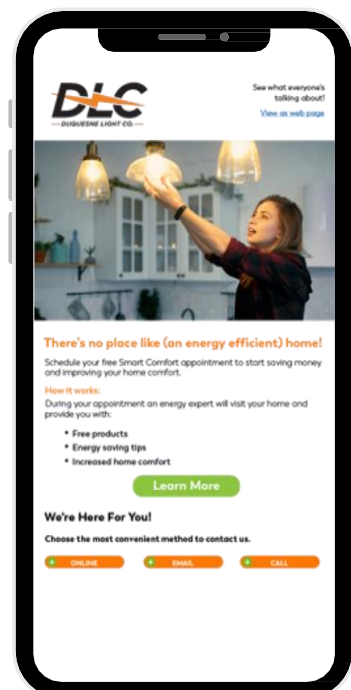 DLC
DUQUESNE LIGHT CO.
See what everyone's
talking about!
View as web page
There's no place like (an energy efficient) home!
Schedule your free Smart Comfort appointment to start saving money
and improving your home comfort.
How it works:
During your appointment an energy expert will visit your home and
provide you with:
• Free products
• Energy saving tips
• Increased home comfort
Learn More
We're Here For You!
Choose the most convenient method to contact us.
ONLINE
EMAIL
CALL